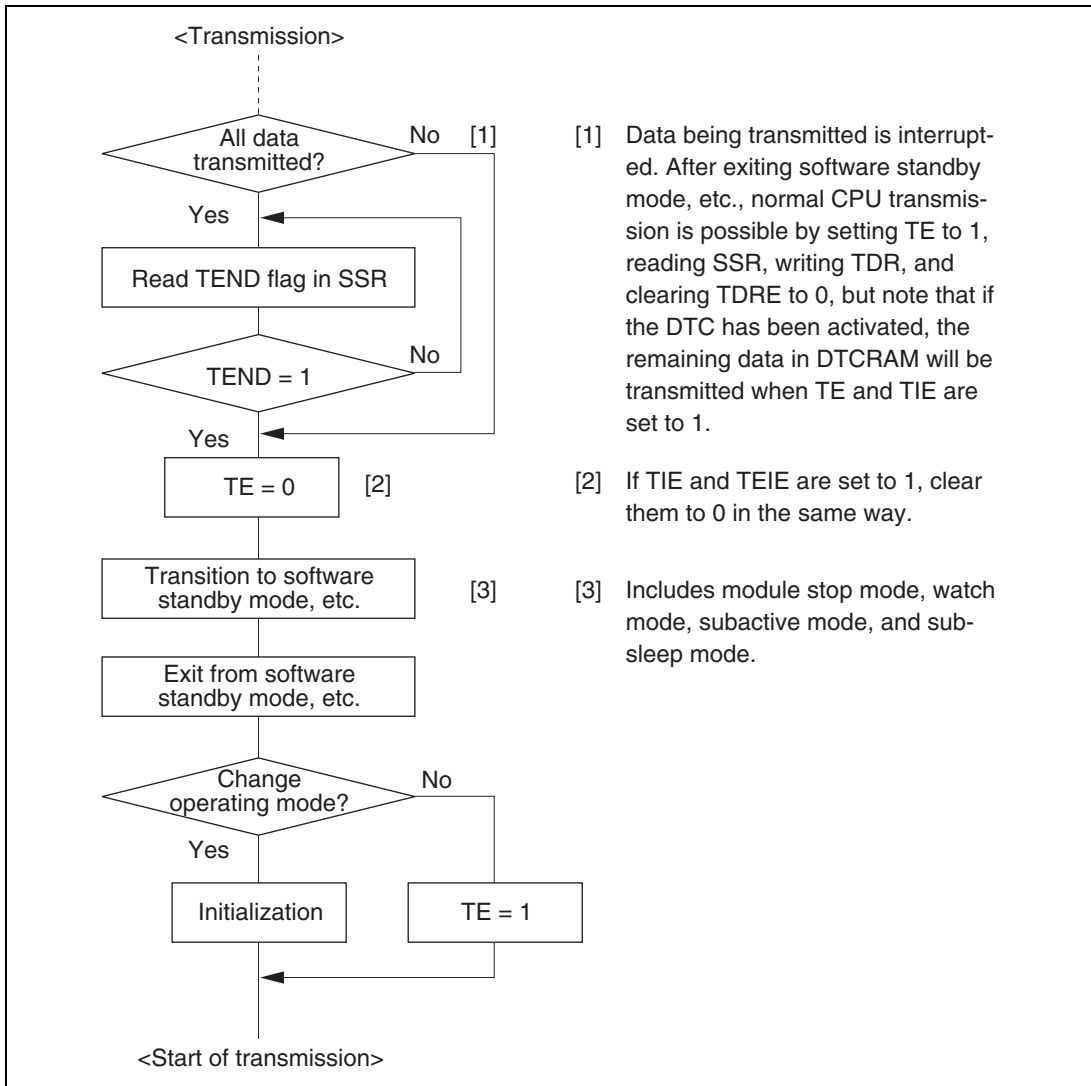 <Transmission>
All data
transmitted?
No
[1]
Yes
Read TEND flag in SSR
TEND = 1
No
Yes
TE = 0
[2]
Transition to software
standby mode, etc.
[3]
Exit from software
standby mode, etc.
Change
operating mode?
No
Yes
Initialization
TE = 1
<Start of transmission>
[1] Data being transmitted is interrupt-
ed. After exiting software standby
mode, etc., normal CPU transmis-
sion is possible by setting TE to 1,
reading SSR, writing TDR, and
clearing TDRE to 0, but note that if
the DTC has been activated, the
remaining data in DTCRAM will be
transmitted when TE and TIE are
set to 1.
[2] If TIE and TEIE are set to 1, clear
them to 0 in the same way.
[3] Includes module stop mode, watch
mode, subactive mode, and sub-
sleep mode.